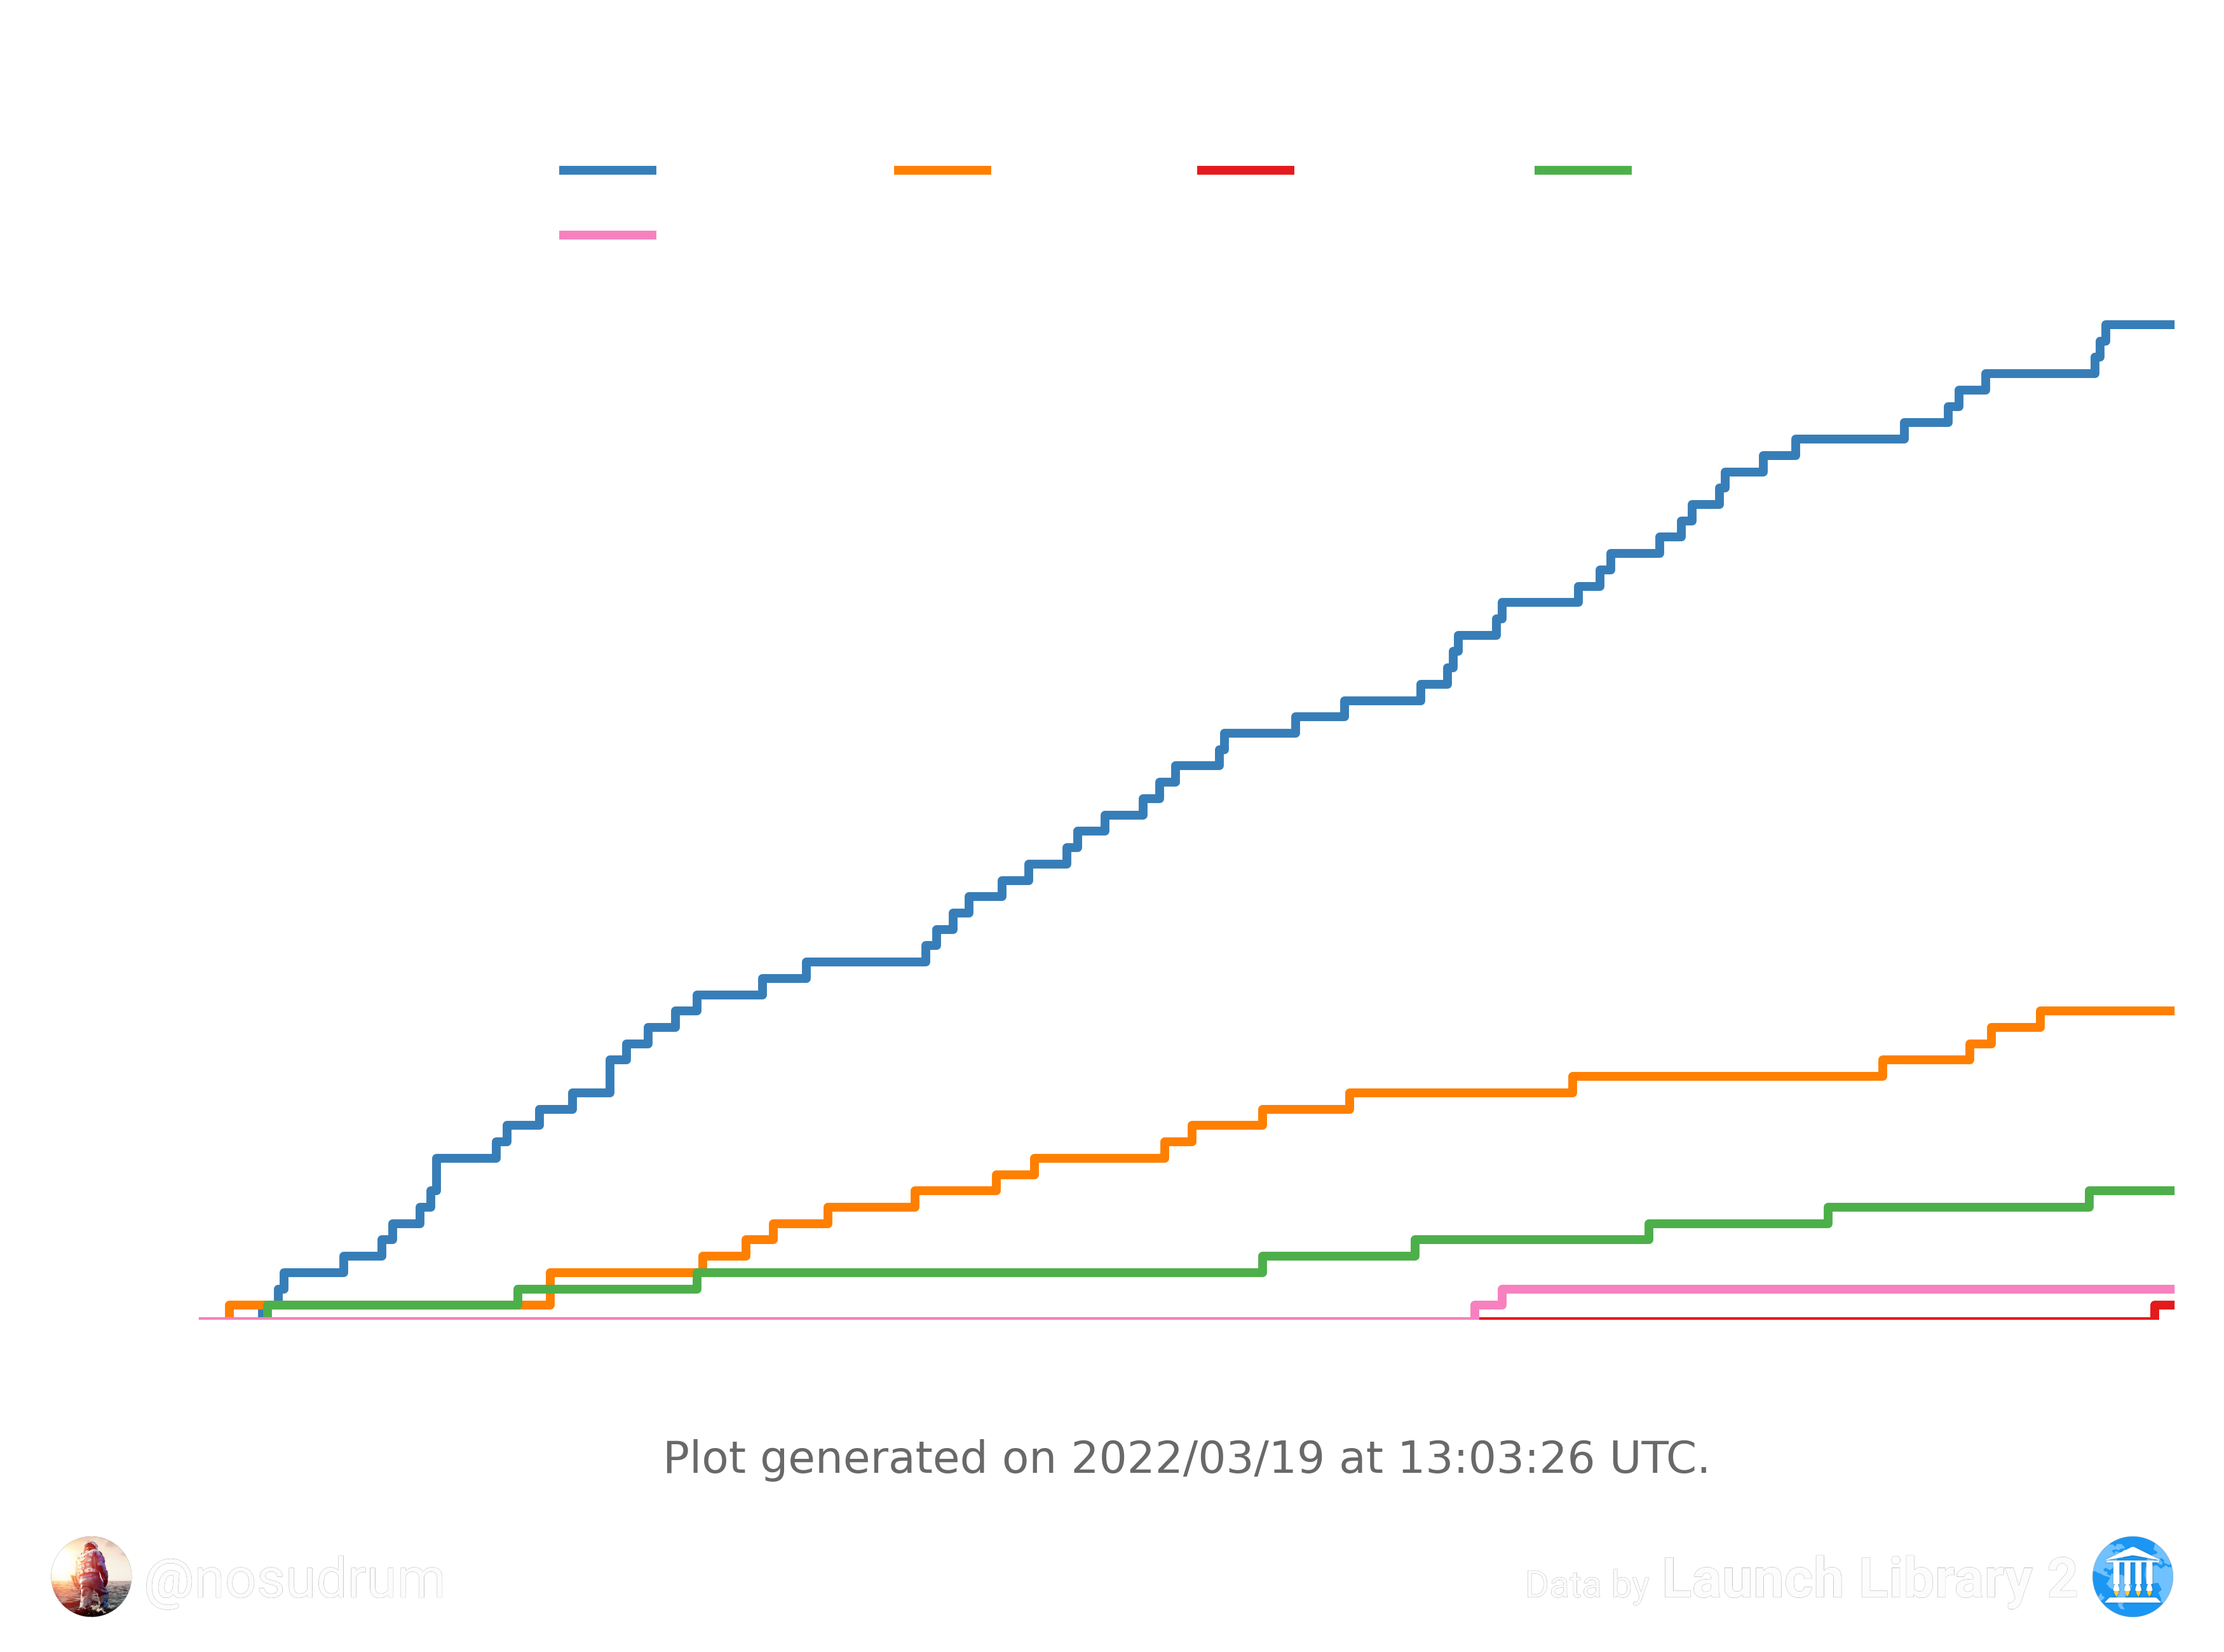 Plot generated on 2022/03/19 at 13:03:26 UTC.
@nosudrum
Data by Launch Library 2